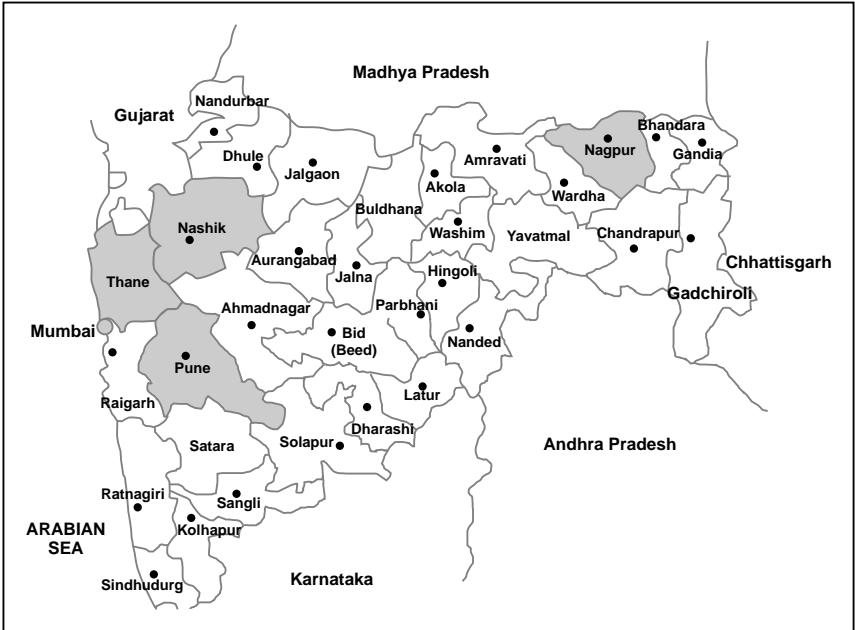 Madhya Pradesh
Gujarat
Nandurbar
Dhule
Jalgaon
Amravati
Nagpur
Bhandara
Gandia
Akola
Wardha
Buldhana
Nashik
Washim
Yavatmal
Chandrapur
Aurangabad
Jalna
Hingoli
Chhattisgarh
Thane
Gadchiroli
Ahmadnagar
Parbhani
Mumbai
Bid
(Beed)
Nanded
Pune
Raigarh
Latur
Dharashi
Satara
Solapur
Andhra Pradesh
Ratnagiri
Sangli
ARABIAN
SEA
Kolhapur
Sindhudurg
Karnataka